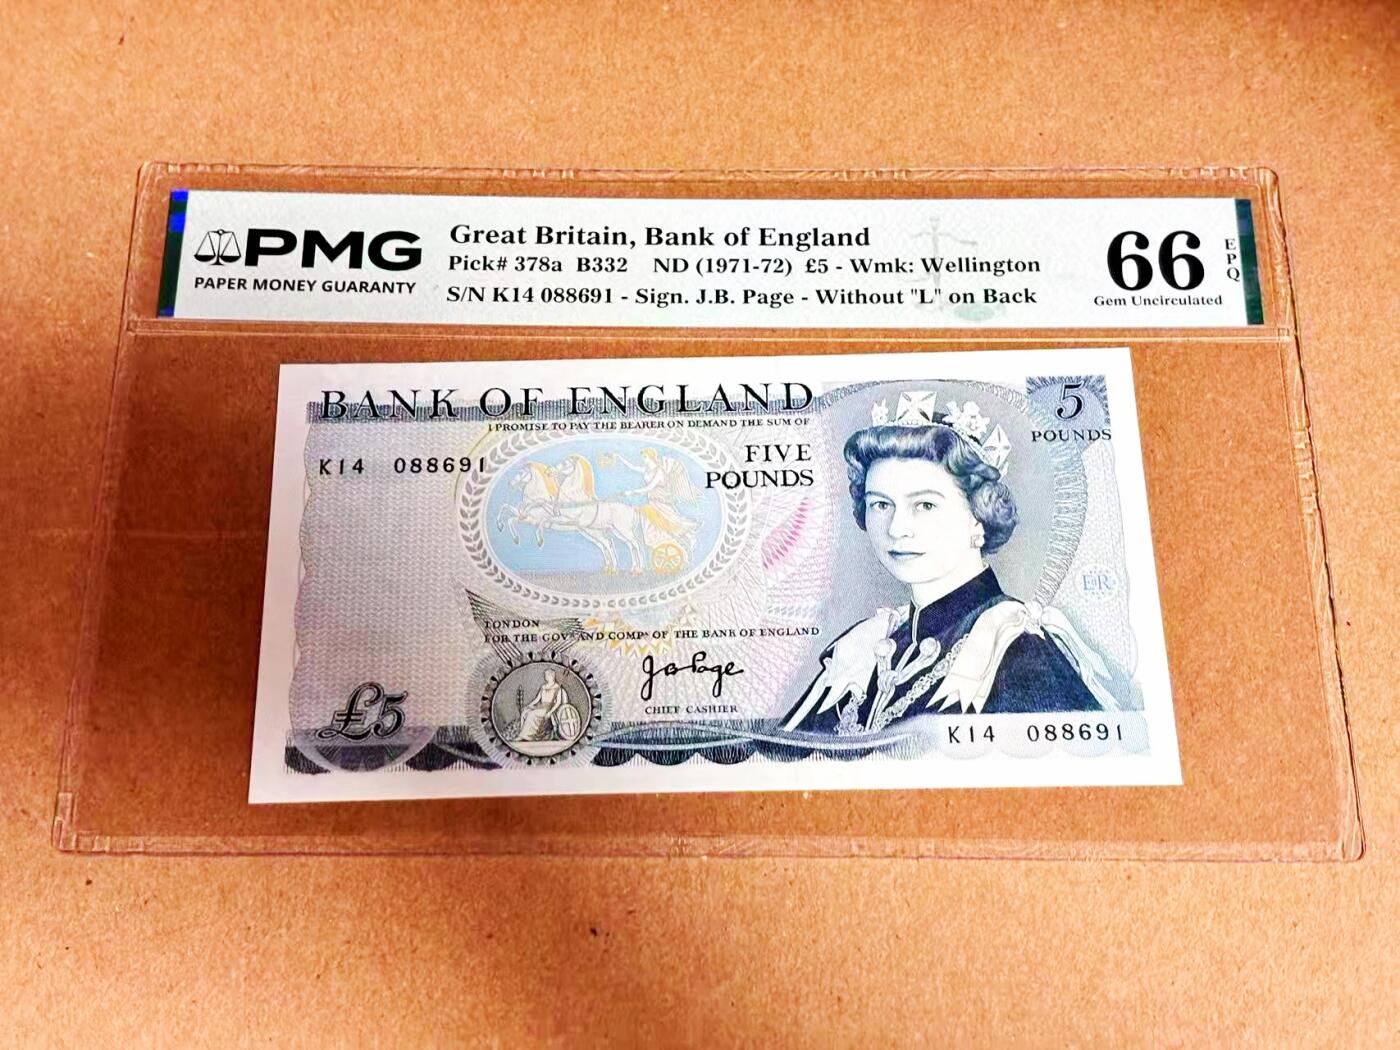 PMG
PAPER MONEY GUARANTY
Great Britain, Bank of England
Pick# 378a B332 ND (1971-72) £5 - Wmk: Wellington
S/N K14 088691 - Sign. J.B. Page - Without "L" on Back
66
Gem Uncirculated
EPQ
BANK OF ENGLAND
I PROMISE TO PAY THE BEARER ON DEMAND THE SUM OF
FIVE
POUNDS
5
POUNDS
K14 088691
EIIR
LONDON
FOR THE GOVR AND COMPA OF THE BANK OF ENGLAND
J B Page
CHIEF CASHIER
£5
K14 088691